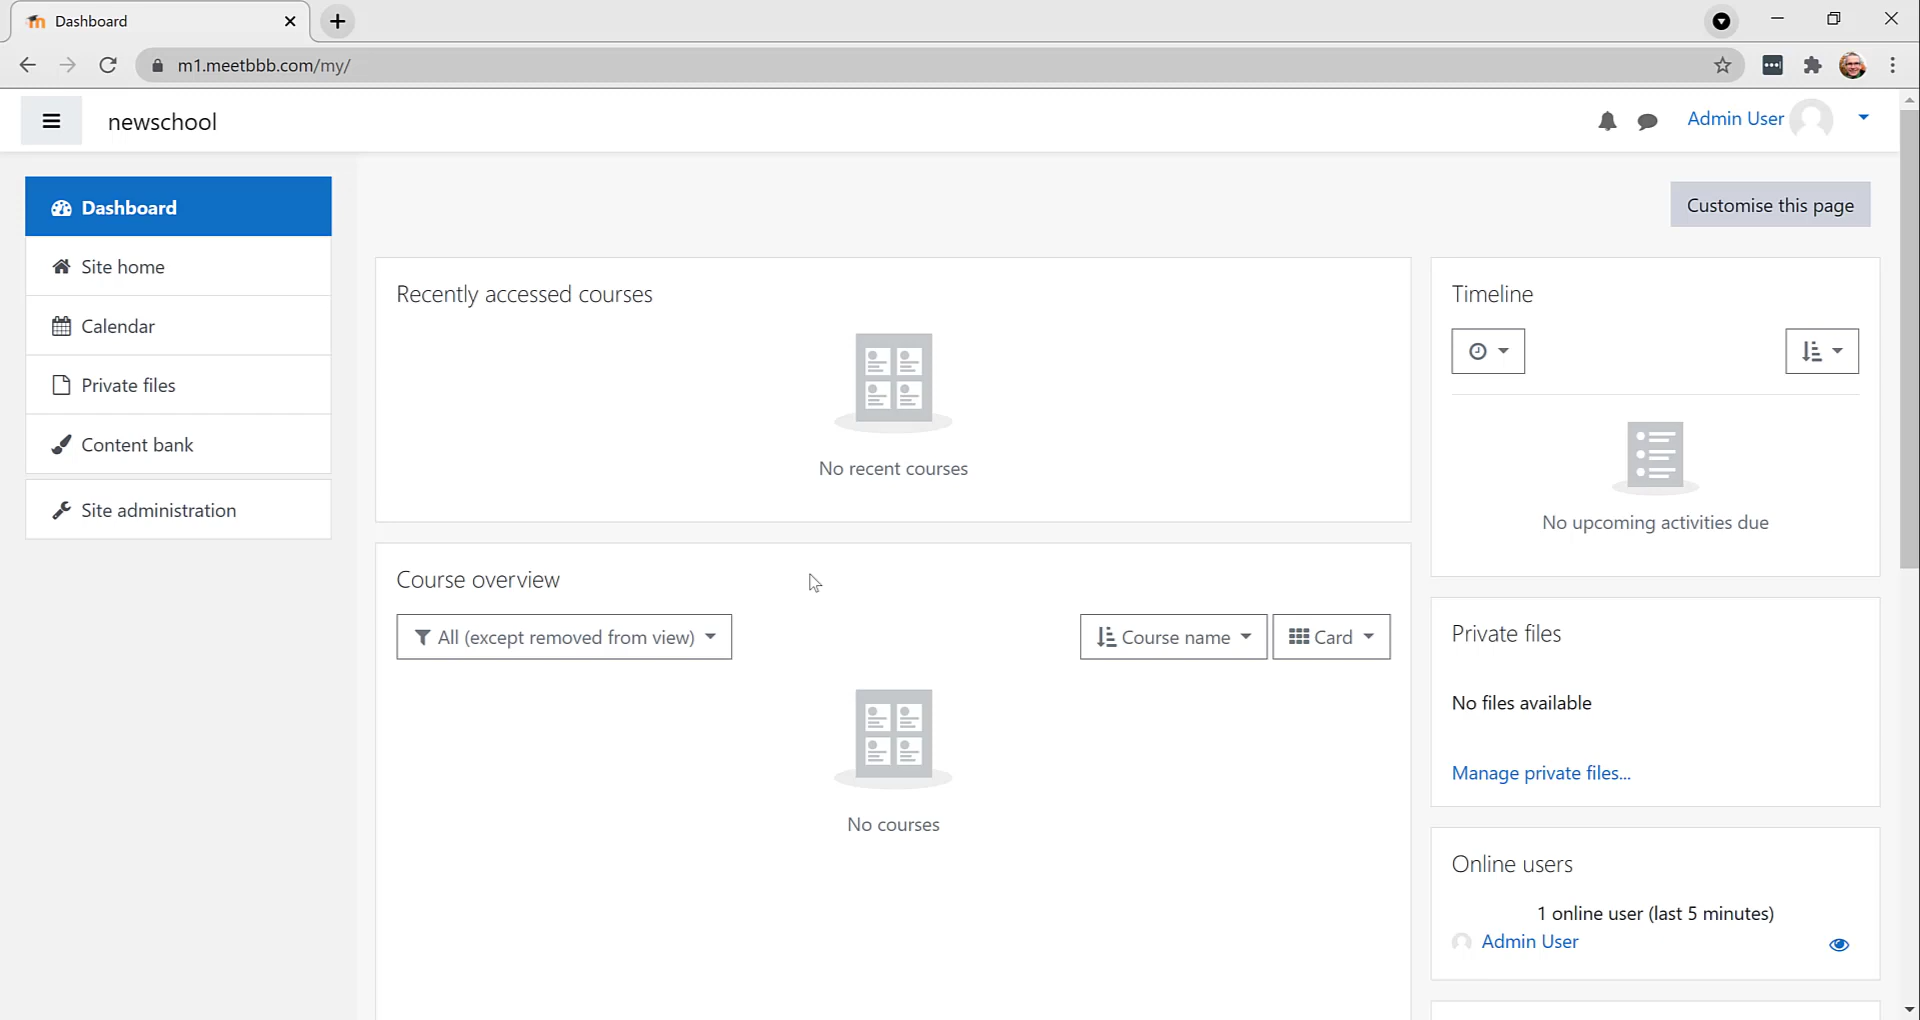 Dashboard
m1.meetbbb.com/my/
newschool
Admin User
Dashboard
Site home
Calendar
Private files
Content bank
Site administration
Customise this page
Recently accessed courses
No recent courses
Course overview
All (except removed from view)
Course name
Card
No courses
Timeline
No upcoming activities due
Private files
No files available
Manage private files...
Online users
1 online user (last 5 minutes)
Admin User